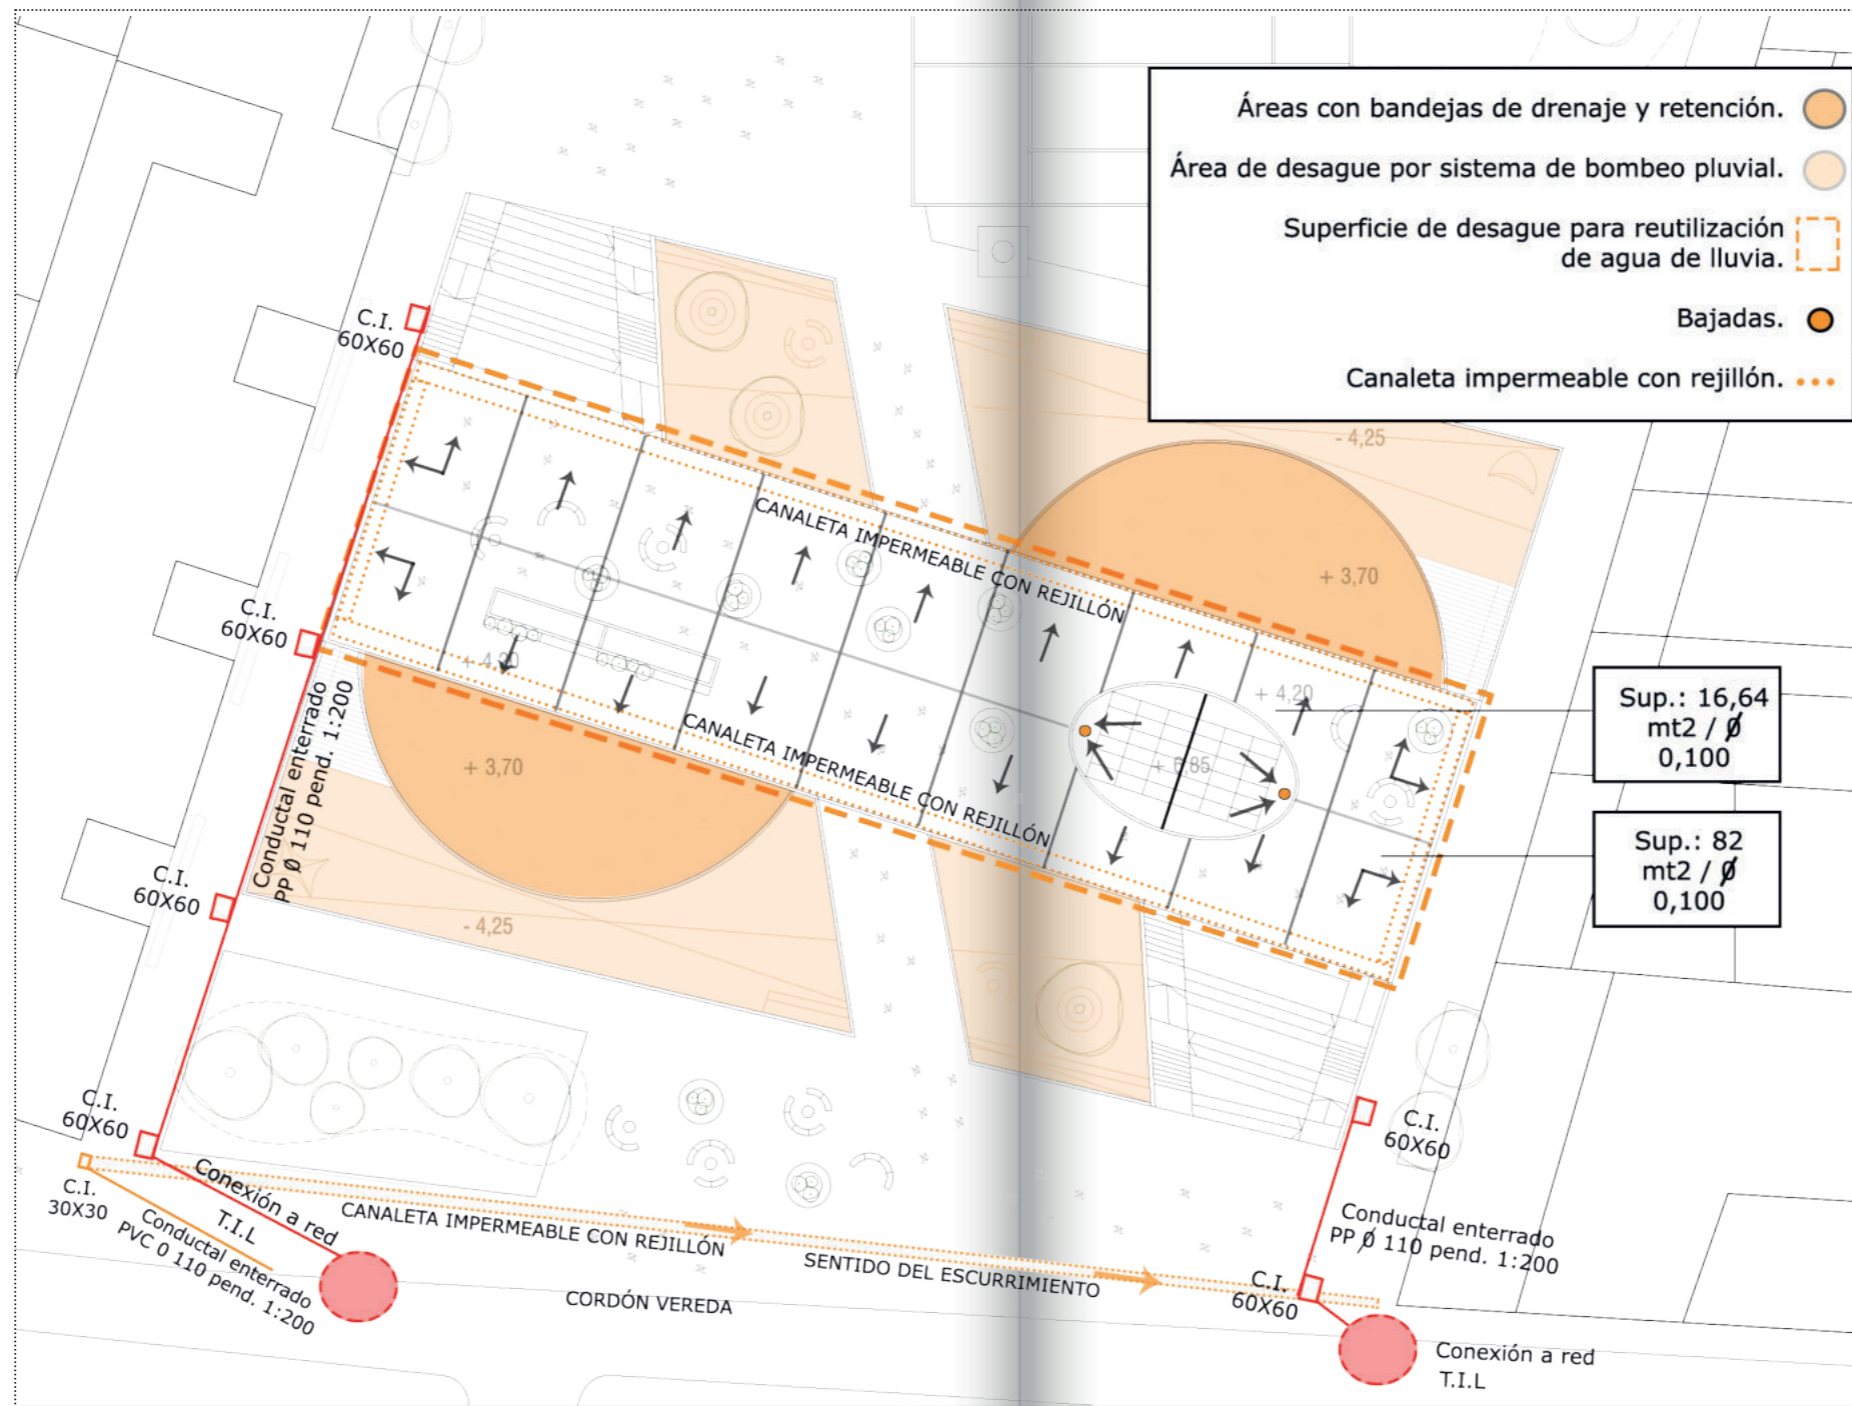 Áreas con bandejas de drenaje y retención.
Área de desague por sistema de bombeo pluvial.
Superficie de desague para reutilización
de agua de lluvia.
Bajadas.
Canaleta impermeable con rejillón.
C.I.
60X60
- 4,25
CANALETA IMPERMEABLE CON REJILLÓN
+ 3,70
C.I.
60X60
+ 4,20
+ 4,20
Sup.: 16,64
mt2 / Ø
0,100
Conductal enterrado
PP Ø 110 pend. 1:200
+ 3,70
CANALETA IMPERMEABLE CON REJILLÓN
+ 6,85
Sup.: 82
mt2 / Ø
0,100
C.I.
60X60
- 4,25
C.I.
60X60
C.I.
60X60
C.I.
30X30
Conexión a red
T.I.L
Conductal enterrado
PVC 0 110 pend. 1:200
CANALETA IMPERMEABLE CON REJILLÓN
SENTIDO DEL ESCURRIMIENTO
CORDÓN VEREDA
C.I.
60X60
Conductal enterrado
PP Ø 110 pend. 1:200
Conexión a red
T.I.L